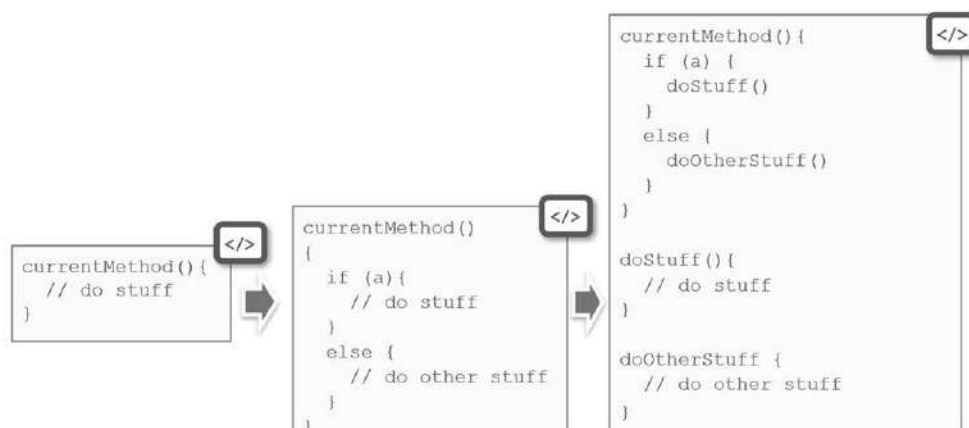 </>
currentMethod(){
  // do stuff
}
</>
currentMethod()
{
  if (a){
    // do stuff
  }
  else {
    // do other stuff
  }
}
</>
currentMethod(){
  if (a) {
    doStuff()
  }
  else {
    doOtherStuff()
  }
}
doStuff(){
  // do stuff
}
doOtherStuff {
  // do other stuff
}